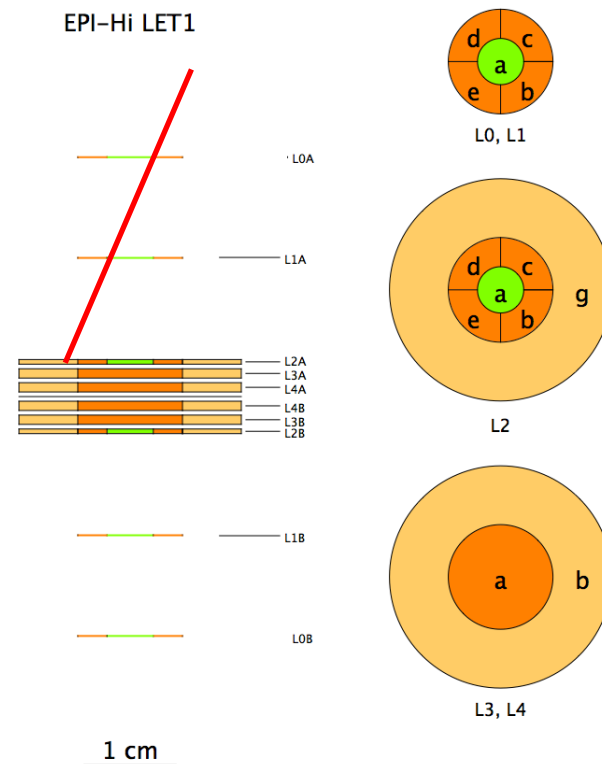 EPI-Hi LET1
L0A
L1A
L2A
L3A
L4A
L4B
L3B
L2B
L1B
L0B
1 cm
d c
a
e b
L0, L1
d c
a g
e b
L2
a b
L3, L4